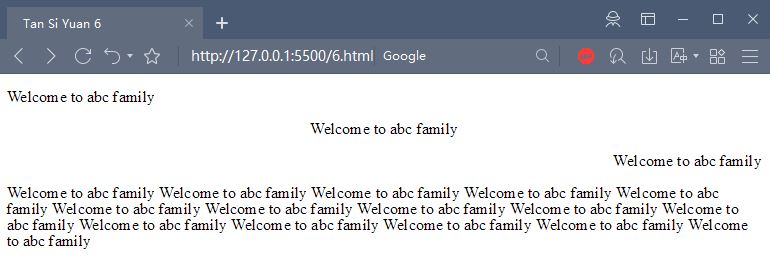 Tan Si Yuan 6
http://127.0.0.1:5500/6.html Google
Welcome to abc family
Welcome to abc family
Welcome to abc family
Welcome to abc family Welcome to abc family Welcome to abc family Welcome to abc family Welcome to abc
family Welcome to abc family Welcome to abc family Welcome to abc family Welcome to abc family Welcome to
abc family Welcome to abc family Welcome to abc family Welcome to abc family Welcome to abc family Welcome
to abc family